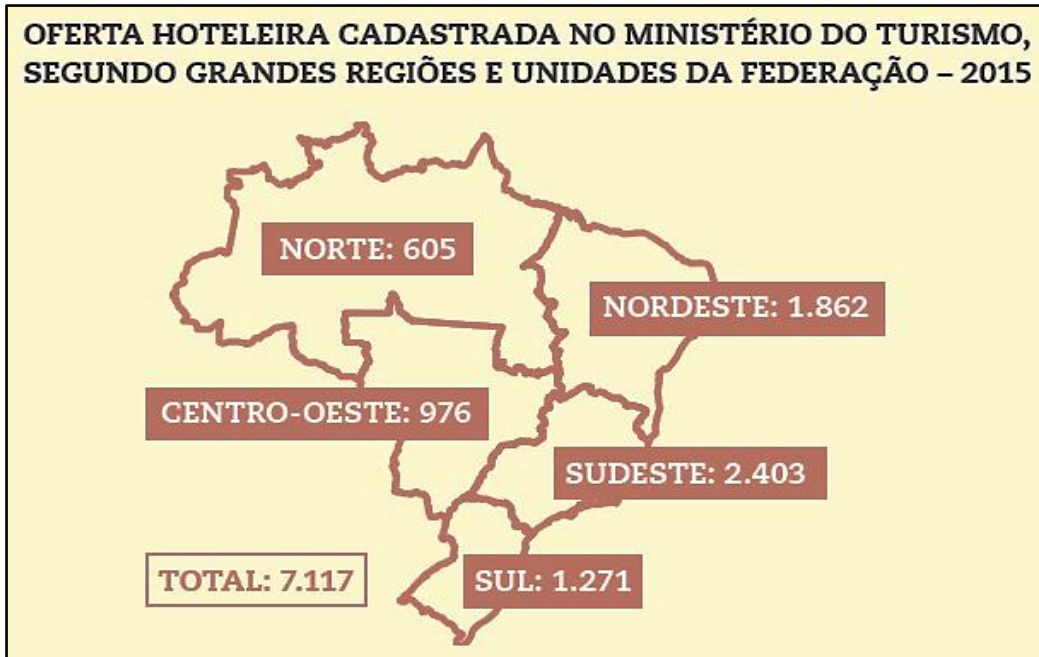 OFERTA HOTELEIRA CADASTRADA NO MINISTÉRIO DO TURISMO,
SEGUNDO GRANDES REGIÕES E UNIDADES DA FEDERAÇÃO – 2015
NORTE: 605
NORDESTE: 1.862
CENTRO-OESTE: 976
SUDESTE: 2.403
TOTAL: 7.117
SUL: 1.271